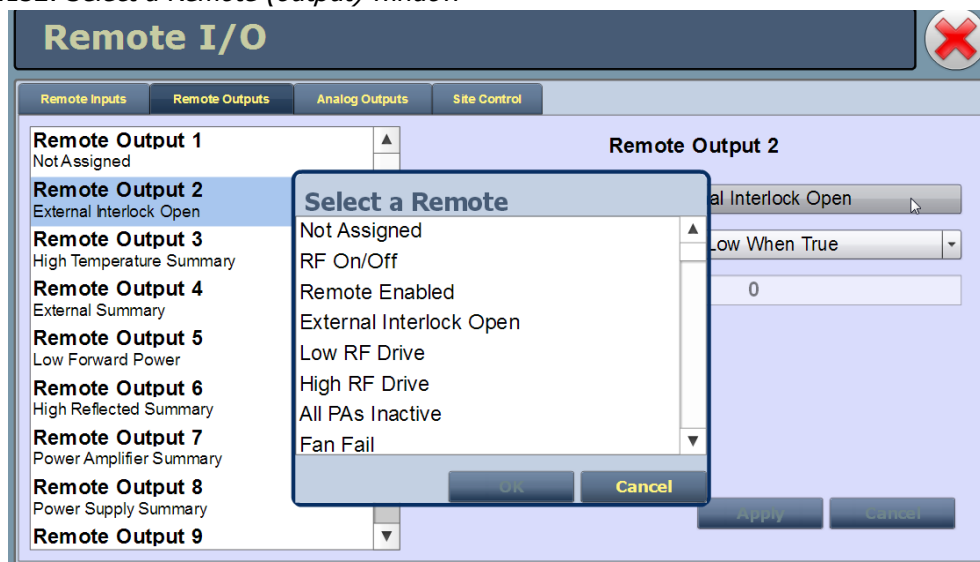 Select a Remote (output) window
Remote I/O
Remote Inputs
Remote Outputs
Analog Outputs
Site Control
Remote Output 1
Not Assigned
Remote Output 2
External Interlock Open
Remote Output 3
High Temperature Summary
Remote Output 4
External Summary
Remote Output 5
Low Forward Power
Remote Output 6
High Reflected Summary
Remote Output 7
Power Amplifier Summary
Remote Output 8
Power Supply Summary
Remote Output 9
Select a Remote
Not Assigned
RF On/Off
Remote Enabled
External Interlock Open
Low RF Drive
High RF Drive
All PAs Inactive
Fan Fail
OK
Cancel
Remote Output 2
al Interlock Open
Low When True
0
Apply
Cancel